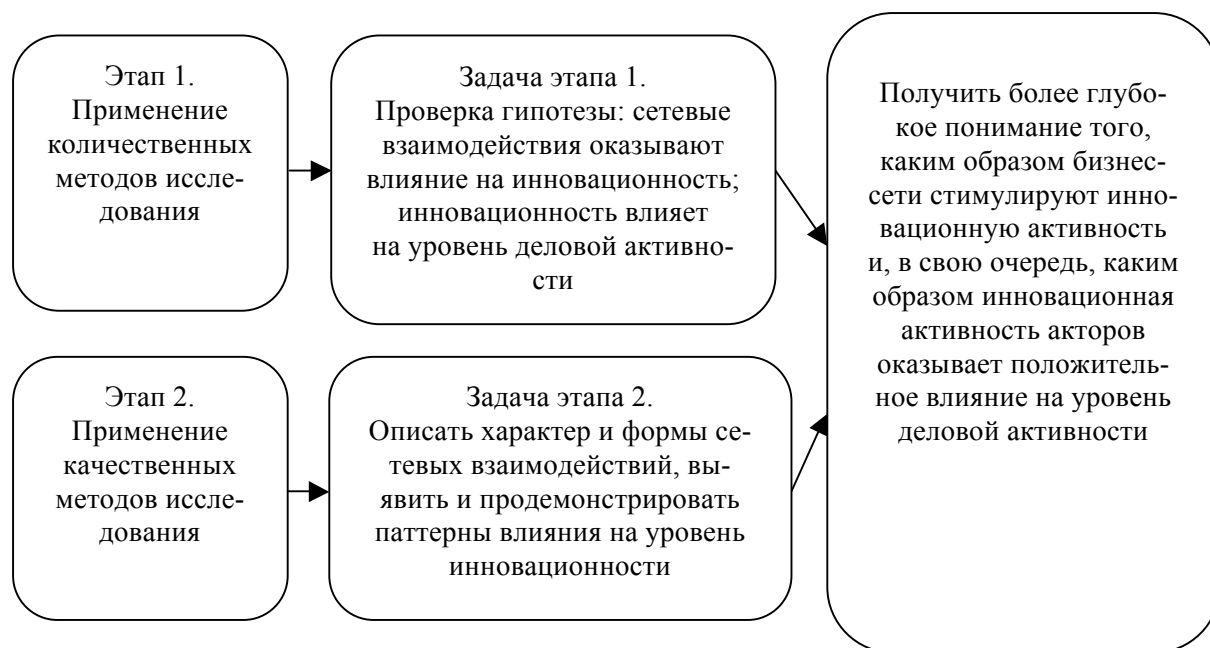 Этап 1.
Применение
количественных
методов иссле-
дования
Задача этапа 1.
Проверка гипотезы: сетевые
взаимодействия оказывают
влияние на инновационность;
инновационность влияет
на уровень деловой активно-
сти
Этап 2.
Применение
качественных
методов иссле-
дования
Задача этапа 2.
Описать характер и формы се-
тевых взаимодействий, вы-
явить и продемонстрировать
паттерны влияния на уровень
инновационности
Получить более глубо-
кое понимание того,
каким образом бизнес-
сети стимулируют инно-
вационную активность
и, в свою очередь, каким
образом инновационная
активность акторов
оказывает положитель-
ное влияние на уровень
деловой активности